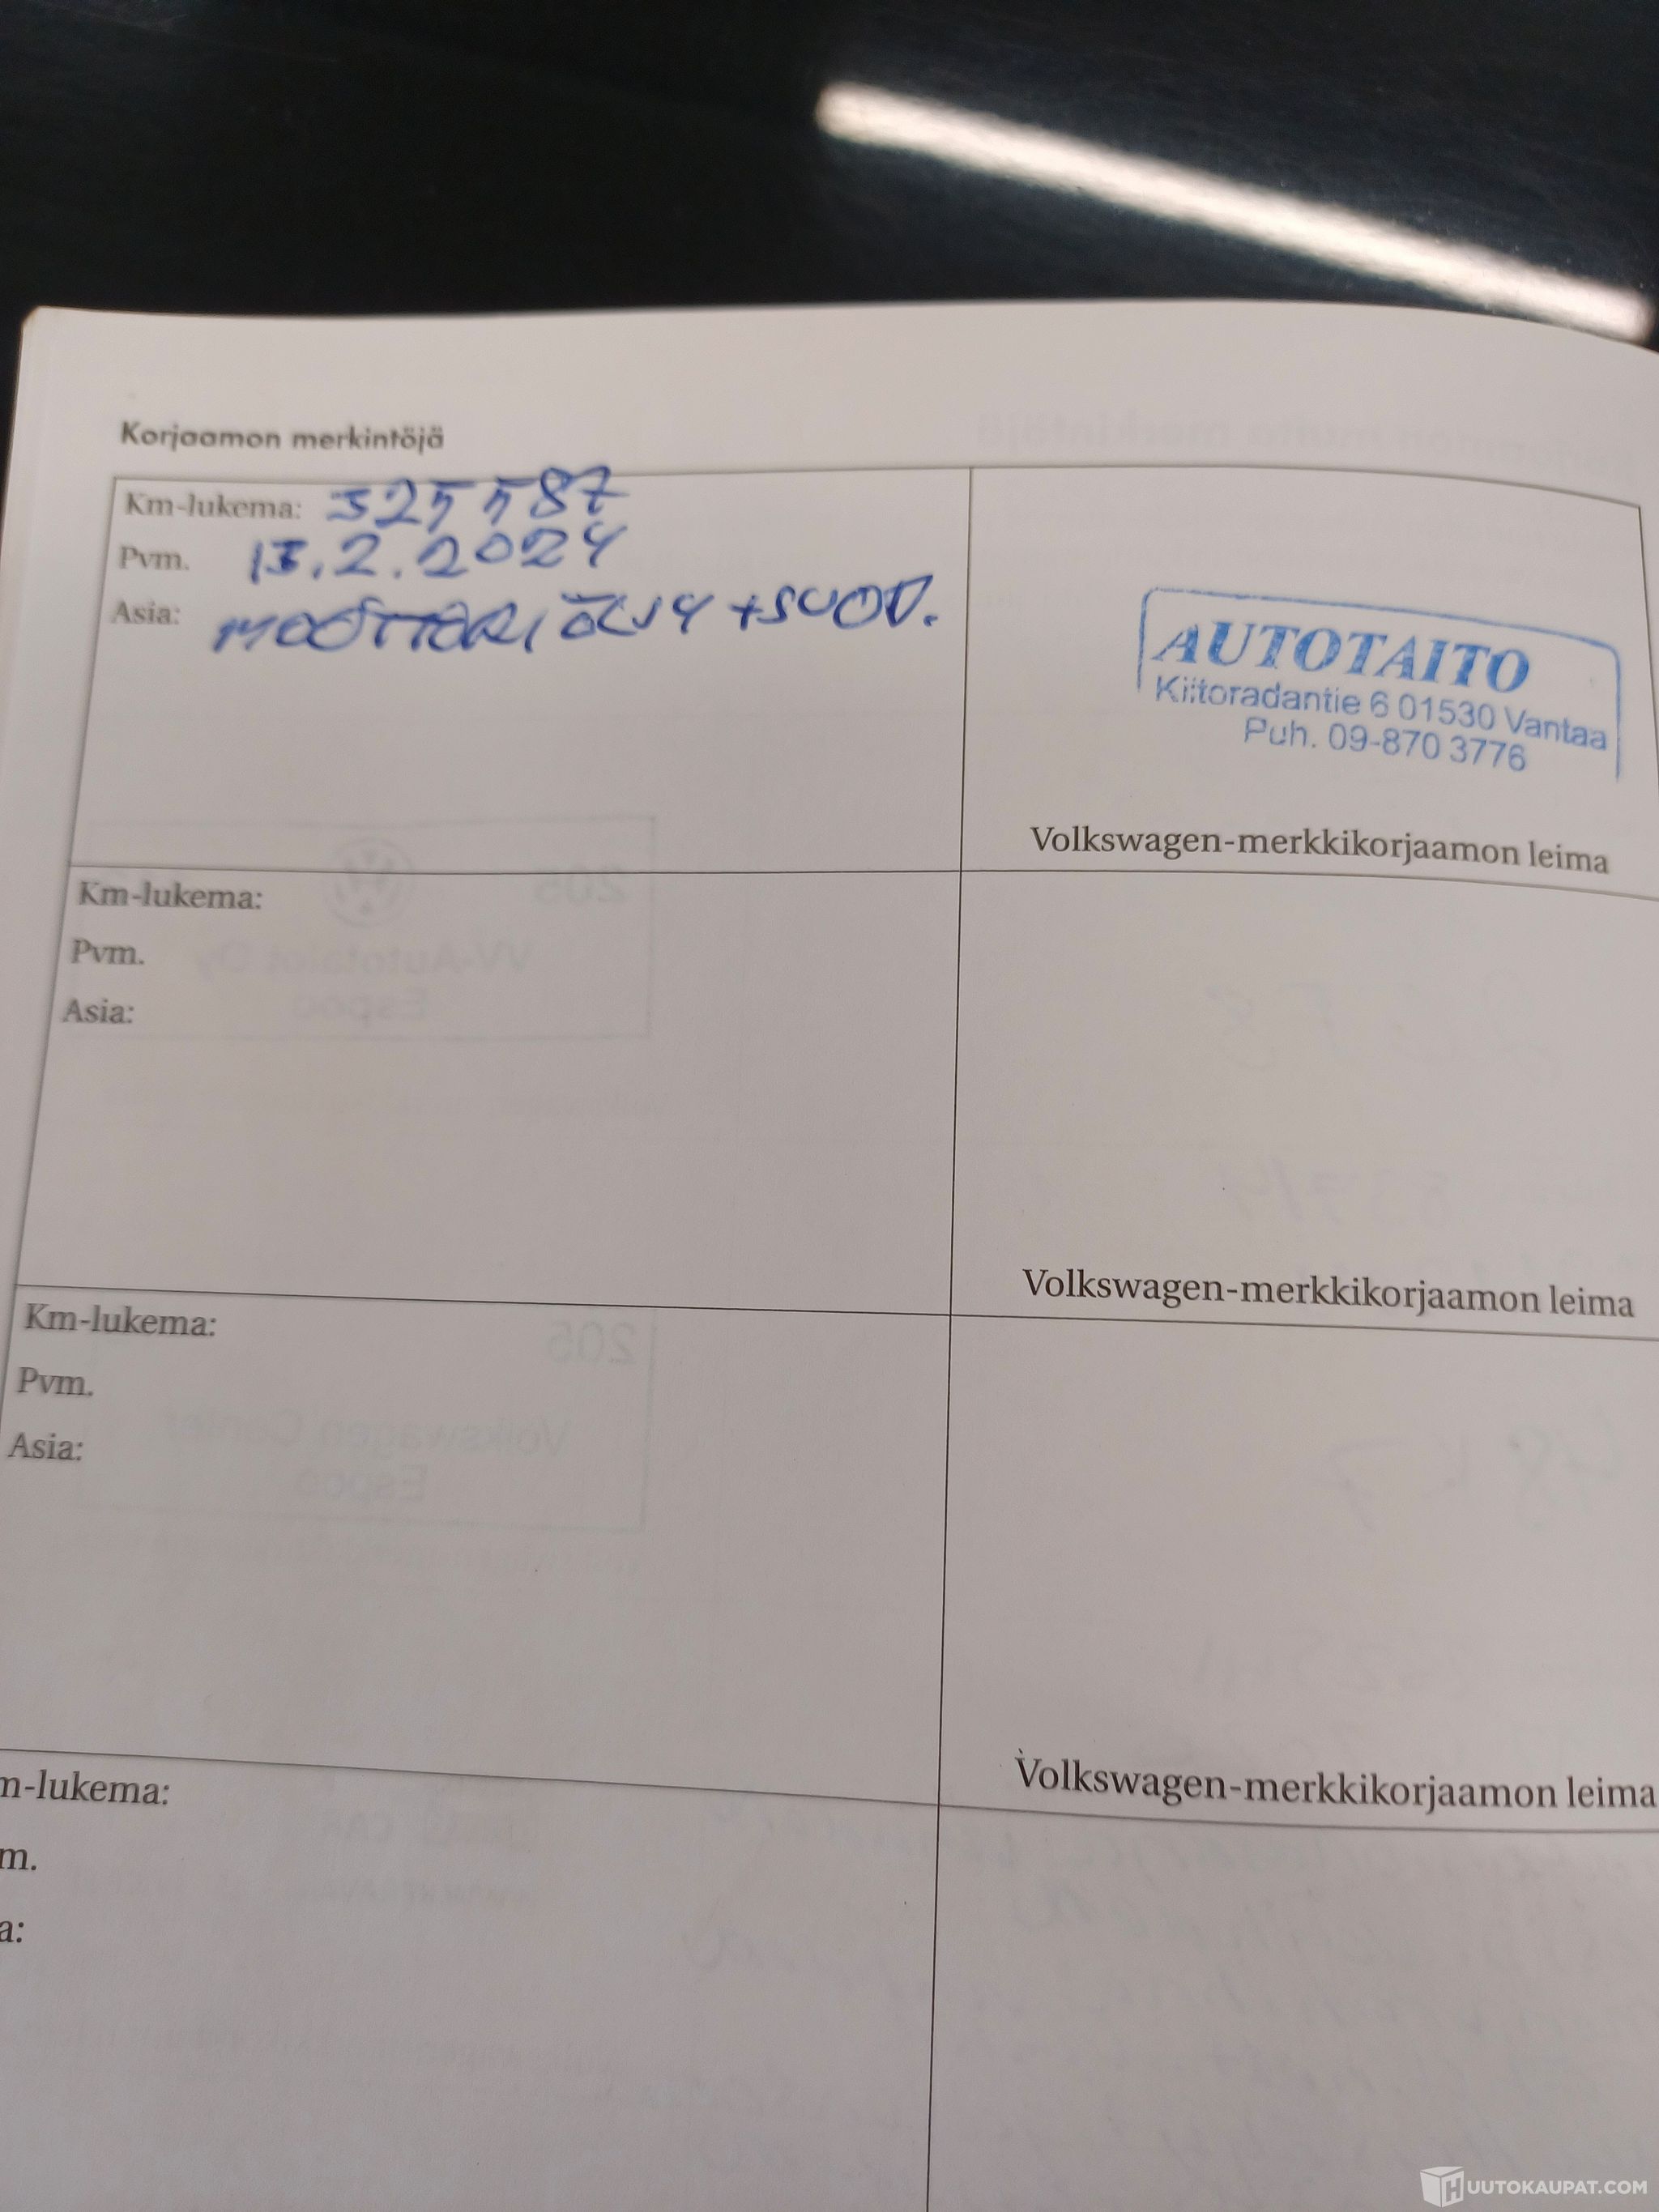 Korjaamon merkintöjä
Km-lukema: 325587
Pvm. 13.2.2024
Asia: MOOTTORIÖLJY +SUOD.
AUTOTAITO
Kiitoradantie 6 01530 Vantaa
Puh. 09-870 3776
Volkswagen-merkkikorjaamon leima
Km-lukema:
Pvm.
Asia:
Volkswagen-merkkikorjaamon leima
Km-lukema:
Pvm.
Asia:
Volkswagen-merkkikorjaamon leima
m-lukema:
m.
a:
HUUTOKAUPAT.COM